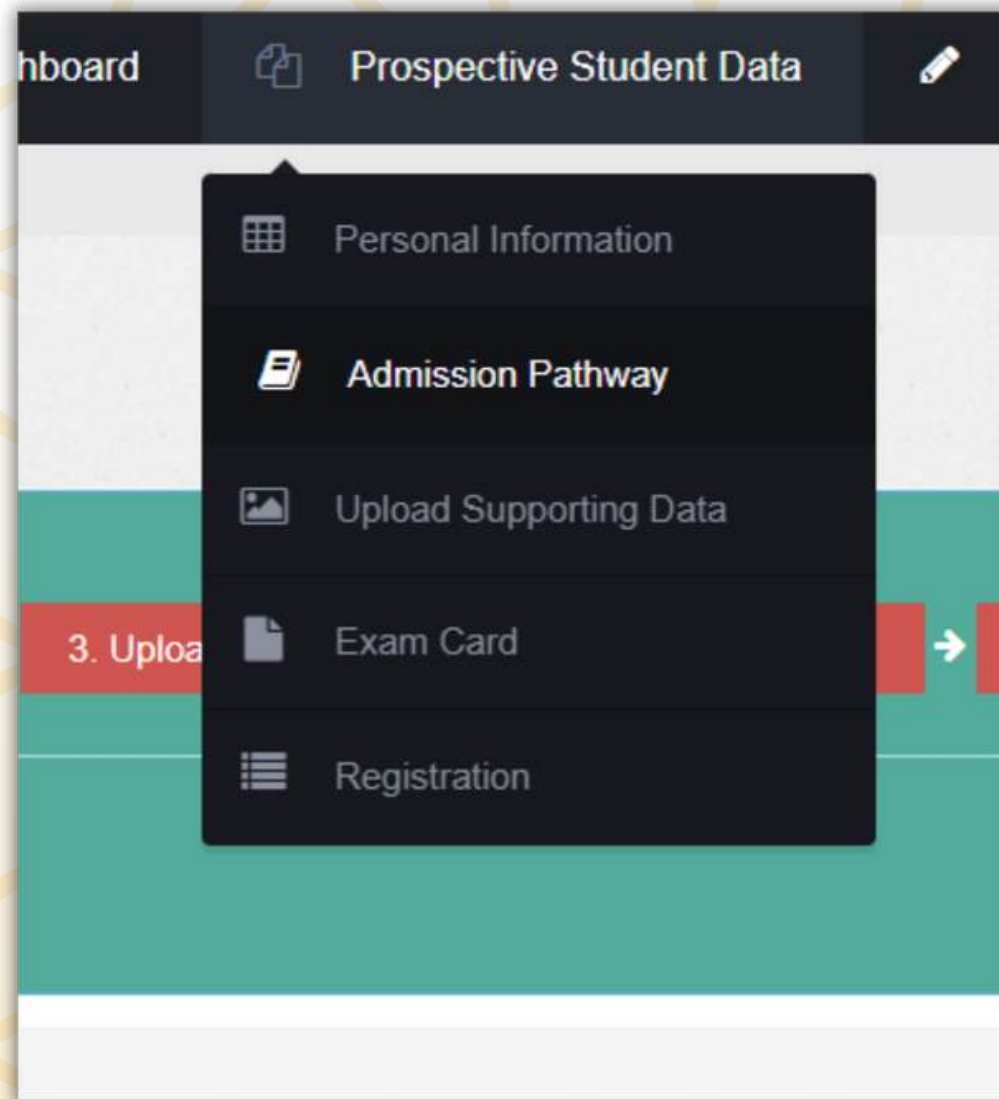 hboard Prospective Student Data
Personal Information
Admission Pathway
Upload Supporting Data
3. Uploa
Exam Card
Registration